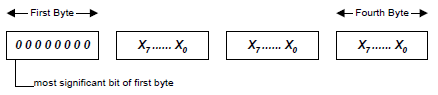 First Byte Fourth Byte
0 0 0 0 0 0 0 0 X₇...... X₀ X₇...... X₀ X₇...... X₀
most significant bit of first byte